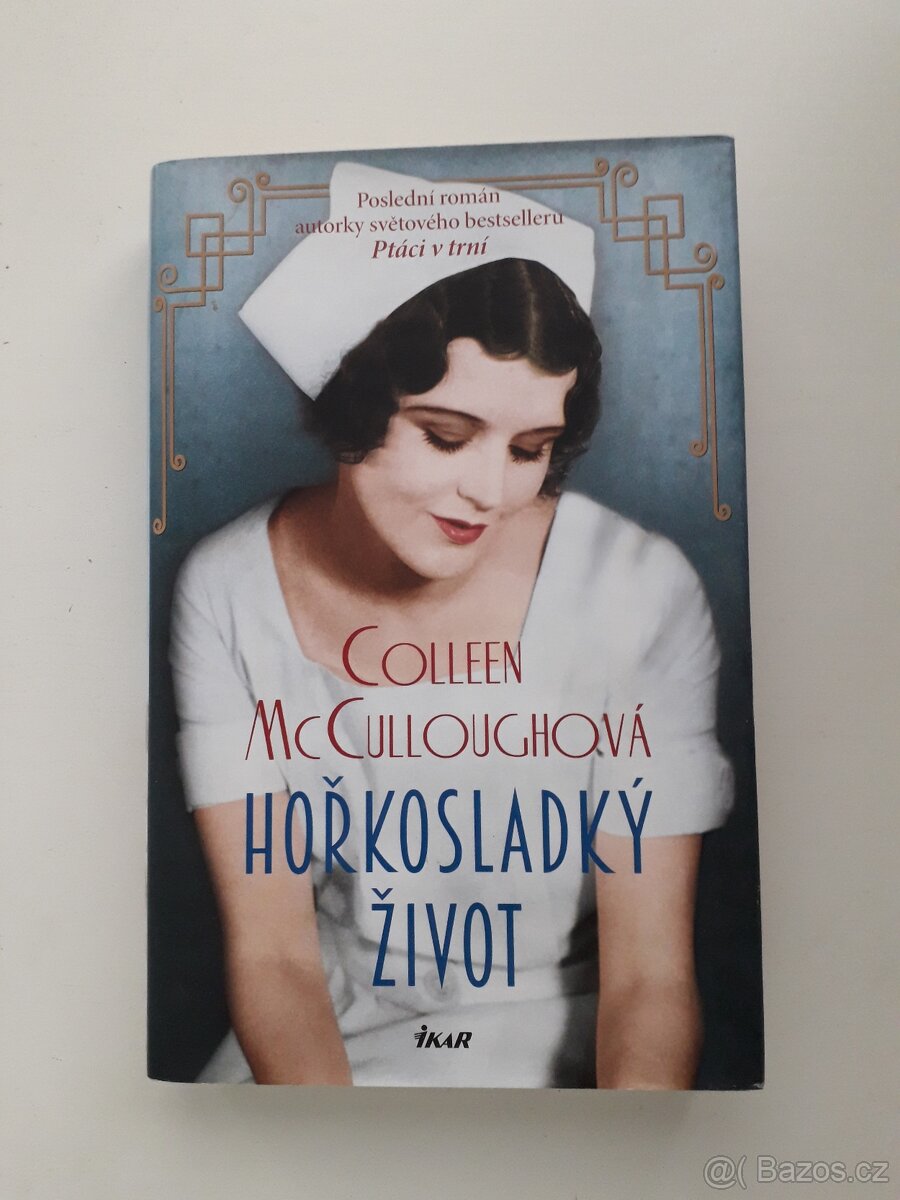 Poslední román
autorky světového bestselleru
Ptáci v trní
COLLEEN
MCCULLOUGHOVÁ
HOŘKOSLADKÝ
ŽIVOT
iKAR
@( Bazos.cz